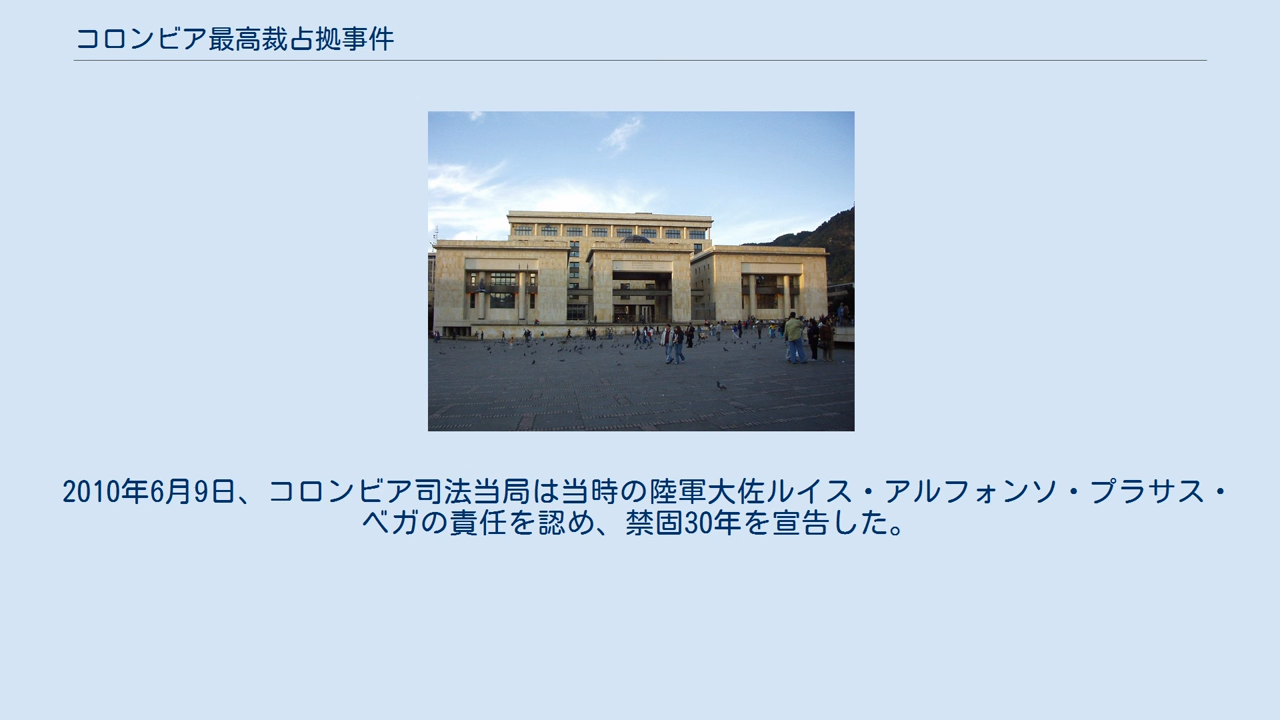 コロンビア最高裁占拠事件
2010年6月9日、コロンビア司法当局は当時の陸軍大佐ルイス・アルフォンソ・プラサス・
ベガの責任を認め、禁固30年を宣告した。